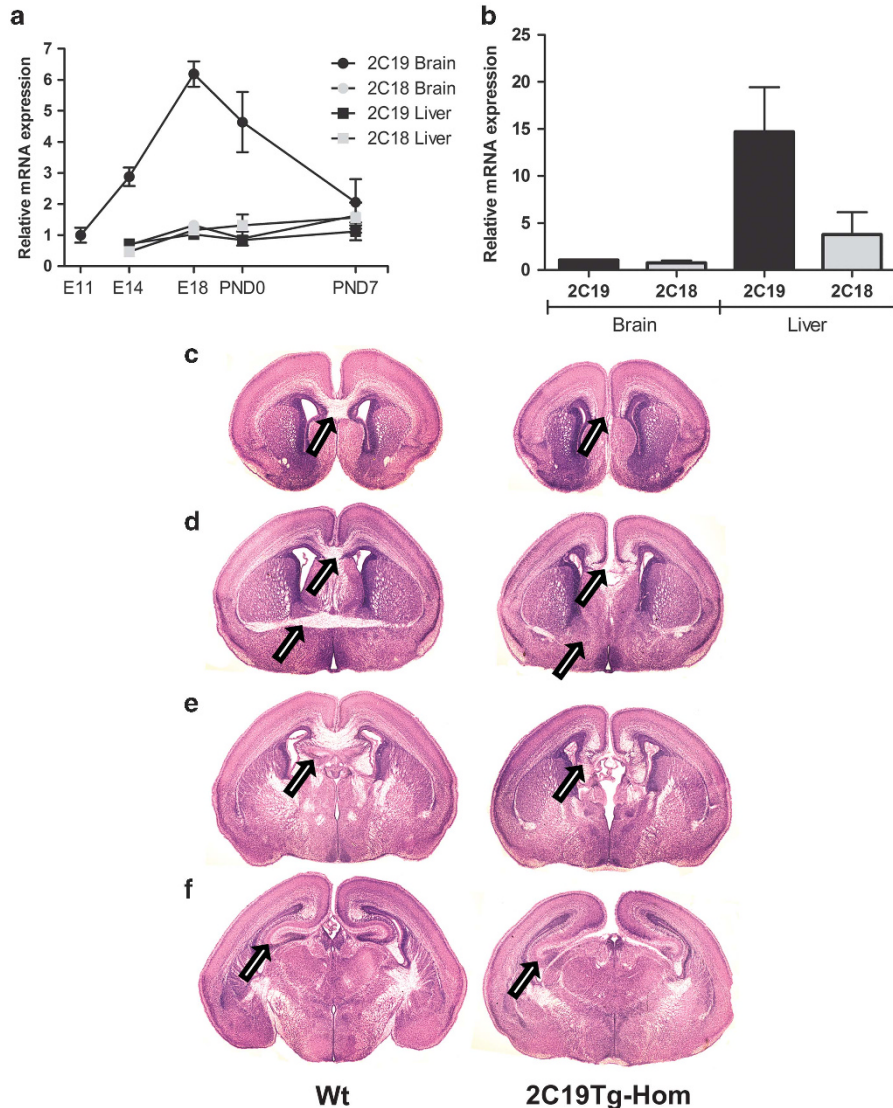 a
Relative mRNA expression
7
6
5
4
3
2
1
0
E11 E14 E18 PND0 PND7
2C19 Brain
2C18 Brain
2C19 Liver
2C18 Liver
b
Relative mRNA expression
25
20
15
10
5
0
2C19 2C18 2C19 2C18
Brain Liver
c
d
e
f
Wt 2C19Tg-Hom